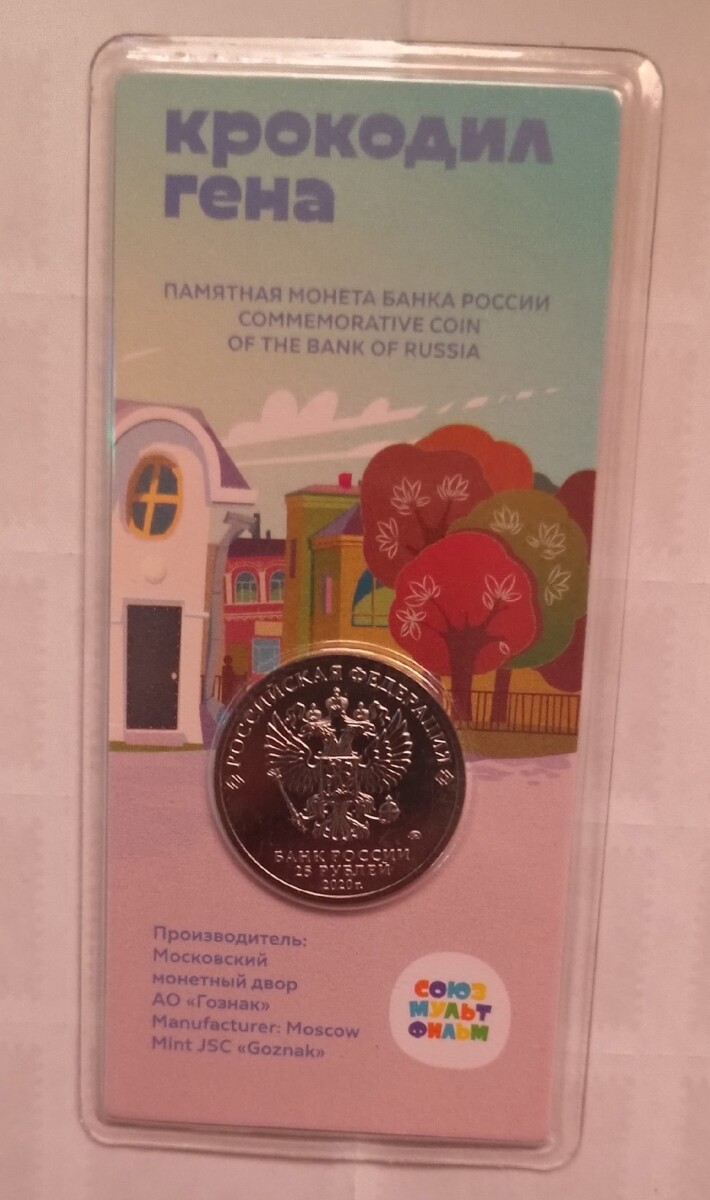 крокодил
гена
ПАМЯТНАЯ МОНЕТА БАНКА РОССИИ
COMMEMORATIVE COIN
OF THE BANK OF RUSSIA
РОССИЙСКАЯ ФЕДЕРАЦИЯ
БАНК РОССИИ
25 РУБЛЕЙ
2020 г.
Производитель:
Московский
монетный двор
АО «Гознак»
Manufacturer: Moscow
Mint JSC «Goznak»
СОЮЗ
МУЛЬТ
ФИЛЬМ